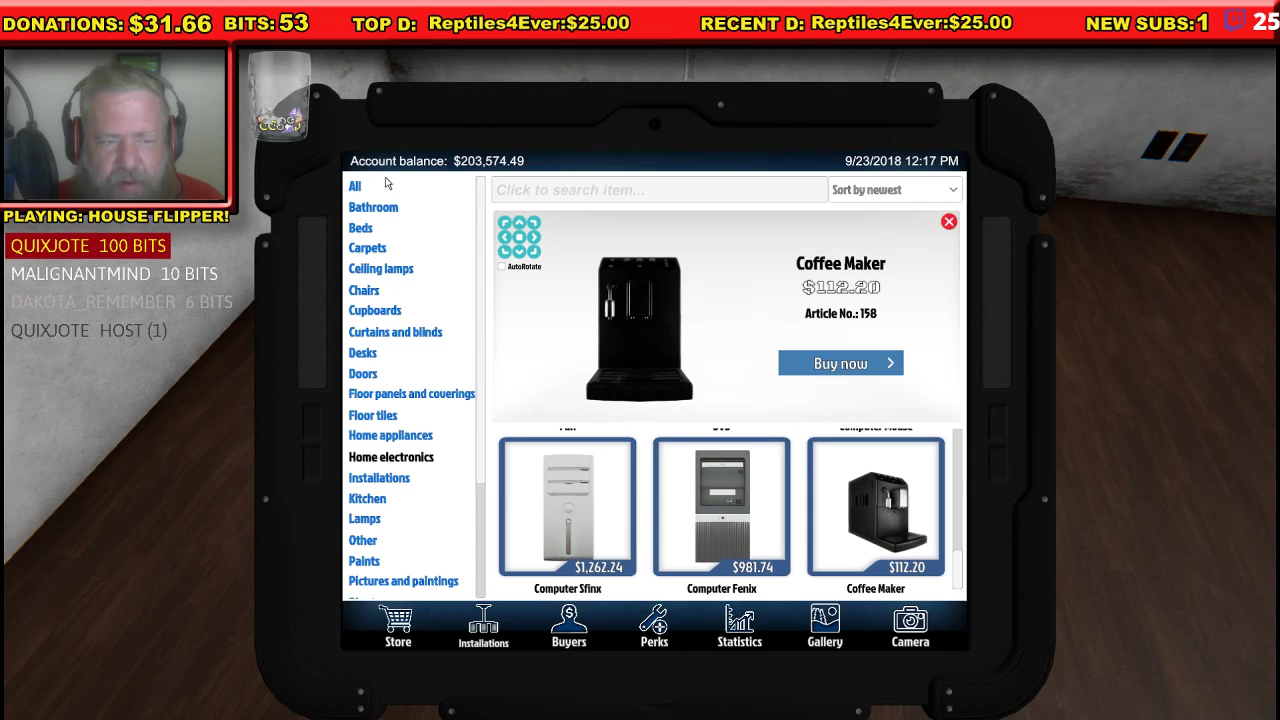 DONATIONS: $31.66 BITS: 53 TOP D: Reptiles4Ever:$25.00 RECENT D: Reptiles4Ever:$25.00 NEW SUBS: 1 25
PLAYING: HOUSE FLIPPER!
QUIXJOTE 100 BITS
MALIGNANTMIND 10 BITS
DAKOTA_REMEMBER 6 BITS
QUIXJOTE HOST (1)
Account balance: $203,574.49 9/23/2018 12:17 PM
All
Bathroom
Beds
Carpets
Ceiling lamps
Chairs
Cupboards
Curtains and blinds
Desks
Doors
Floor panels and coverings
Floor tiles
Home appliances
Home electronics
Installations
Kitchen
Lamps
Other
Paints
Pictures and paintings
Click to search item... Sort by newest
AutoRotate
Coffee Maker
$112.20
Article No.: 158
Buy now
Computer Mouse
$1,262.24 $981.74 $112.20
Computer Sfinx Computer Fenix Coffee Maker
Store Installations Buyers Perks Statistics Gallery Camera